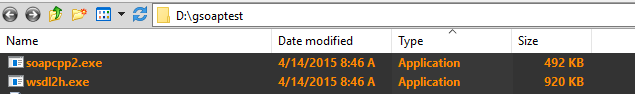 D:\gsoaptest
Name Date modified Type Size
soapcpp2.exe 4/14/2015 8:46 A Application 492 KB
wsdl2h.exe 4/14/2015 8:46 A Application 920 KB